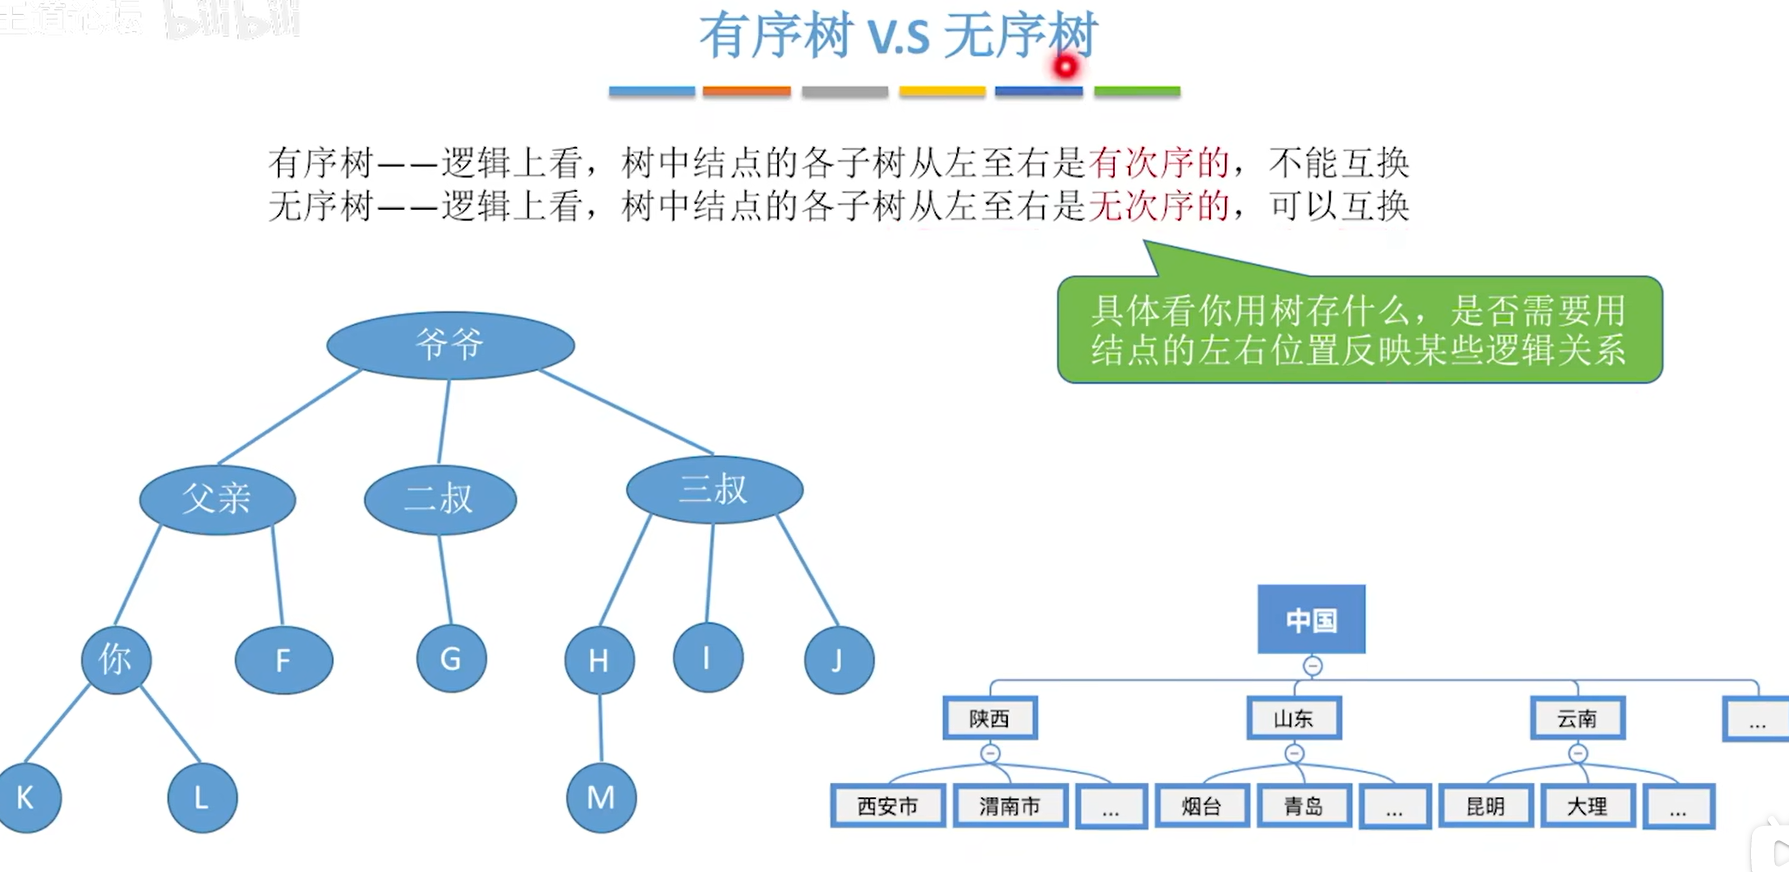 王道论坛 bilibili
有序树 V.S 无序树
有序树——逻辑上看，树中结点的各子树从左至右是有次序的，不能互换
无序树——逻辑上看，树中结点的各子树从左至右是无次序的，可以互换
具体看你用树存什么，是否需要用
结点的左右位置反映某些逻辑关系
爷爷
父亲 二叔 三叔
你 F G H I J
K L M
中国
陕西 山东 云南 ...
西安市 渭南市 ... 烟台 青岛 ... 昆明 大理 ...